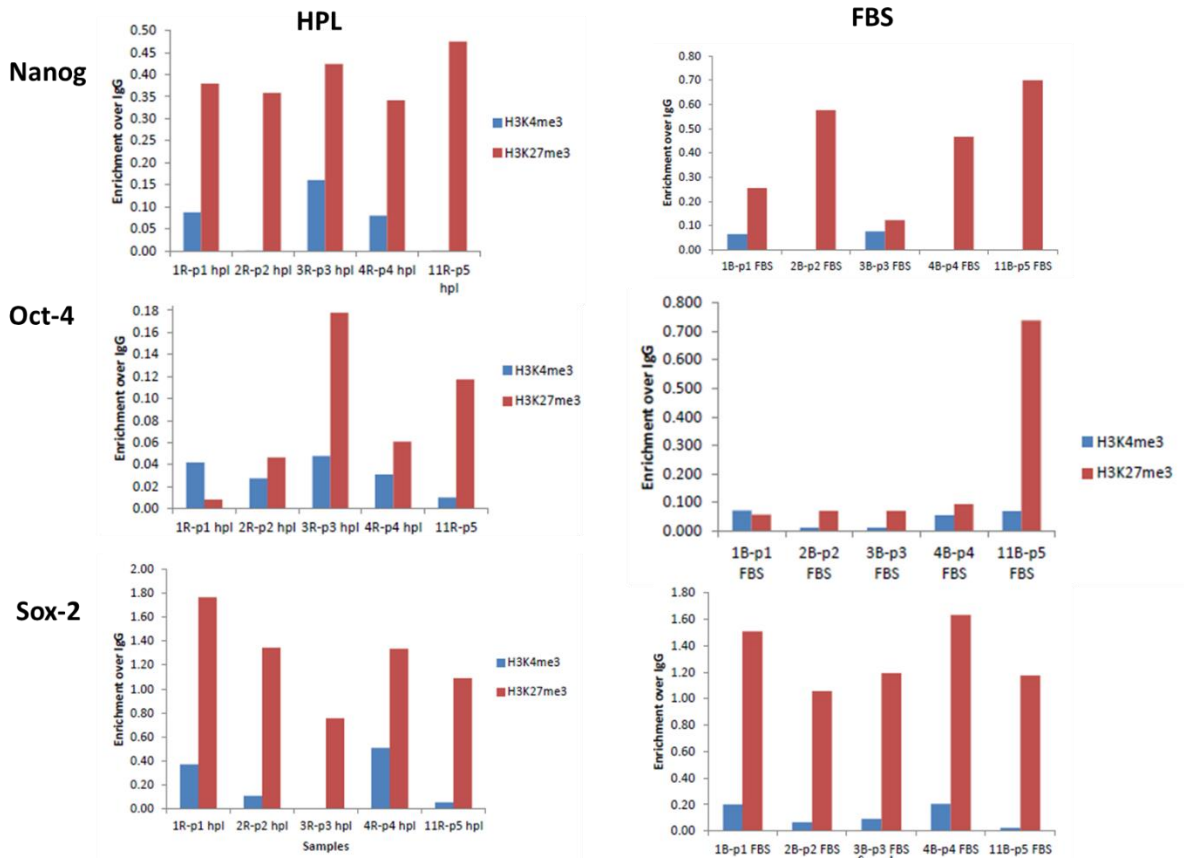 HPL
FBS
Nanog
Enrichment over IgG
0.50
0.45
0.40
0.35
0.30
0.25
0.20
0.15
0.10
0.05
0.00
1R-p1 hpl 2R-p2 hpl 3R-p3 hpl 4R-p4 hpl 11R-p5
hpl
H3K4me3
H3K27me3
Enrichment over IgG
0.80
0.70
0.60
0.50
0.40
0.30
0.20
0.10
0.00
1B-p1 FBS 2B-p2 FBS 3B-p3 FBS 4B-p4 FBS 11B-p5 FBS
Oct-4
Enrichment over IgG
0.18
0.16
0.14
0.12
0.10
0.08
0.06
0.04
0.02
0.00
1R-p1 hpl 2R-p2 hpl 3R-p3 hpl 4R-p4 hpl 11R-p5
H3K4me3
H3K27me3
Enrichment over IgG
0.800
0.700
0.600
0.500
0.400
0.300
0.200
0.100
0.000
1B-p1 2B-p2 3B-p3 4B-p4 11B-p5
FBS FBS FBS FBS FBS
H3K4me3
H3K27me3
Sox-2
Enrichment over IgG
2.00
1.80
1.60
1.40
1.20
1.00
0.80
0.60
0.40
0.20
0.00
1R-p1 hpl 2R-p2 hpl 3R-p3 hpl 4R-p4 hpl 11R-p5 hpl
Samples
H3K4me3
H3K27me3
Enrichment over IgG
1.80
1.60
1.40
1.20
1.00
0.80
0.60
0.40
0.20
0.00
1B-p1 FBS 2B-p2 FBS 3B-p3 FBS 4B-p4 FBS 11B-p5 FBS